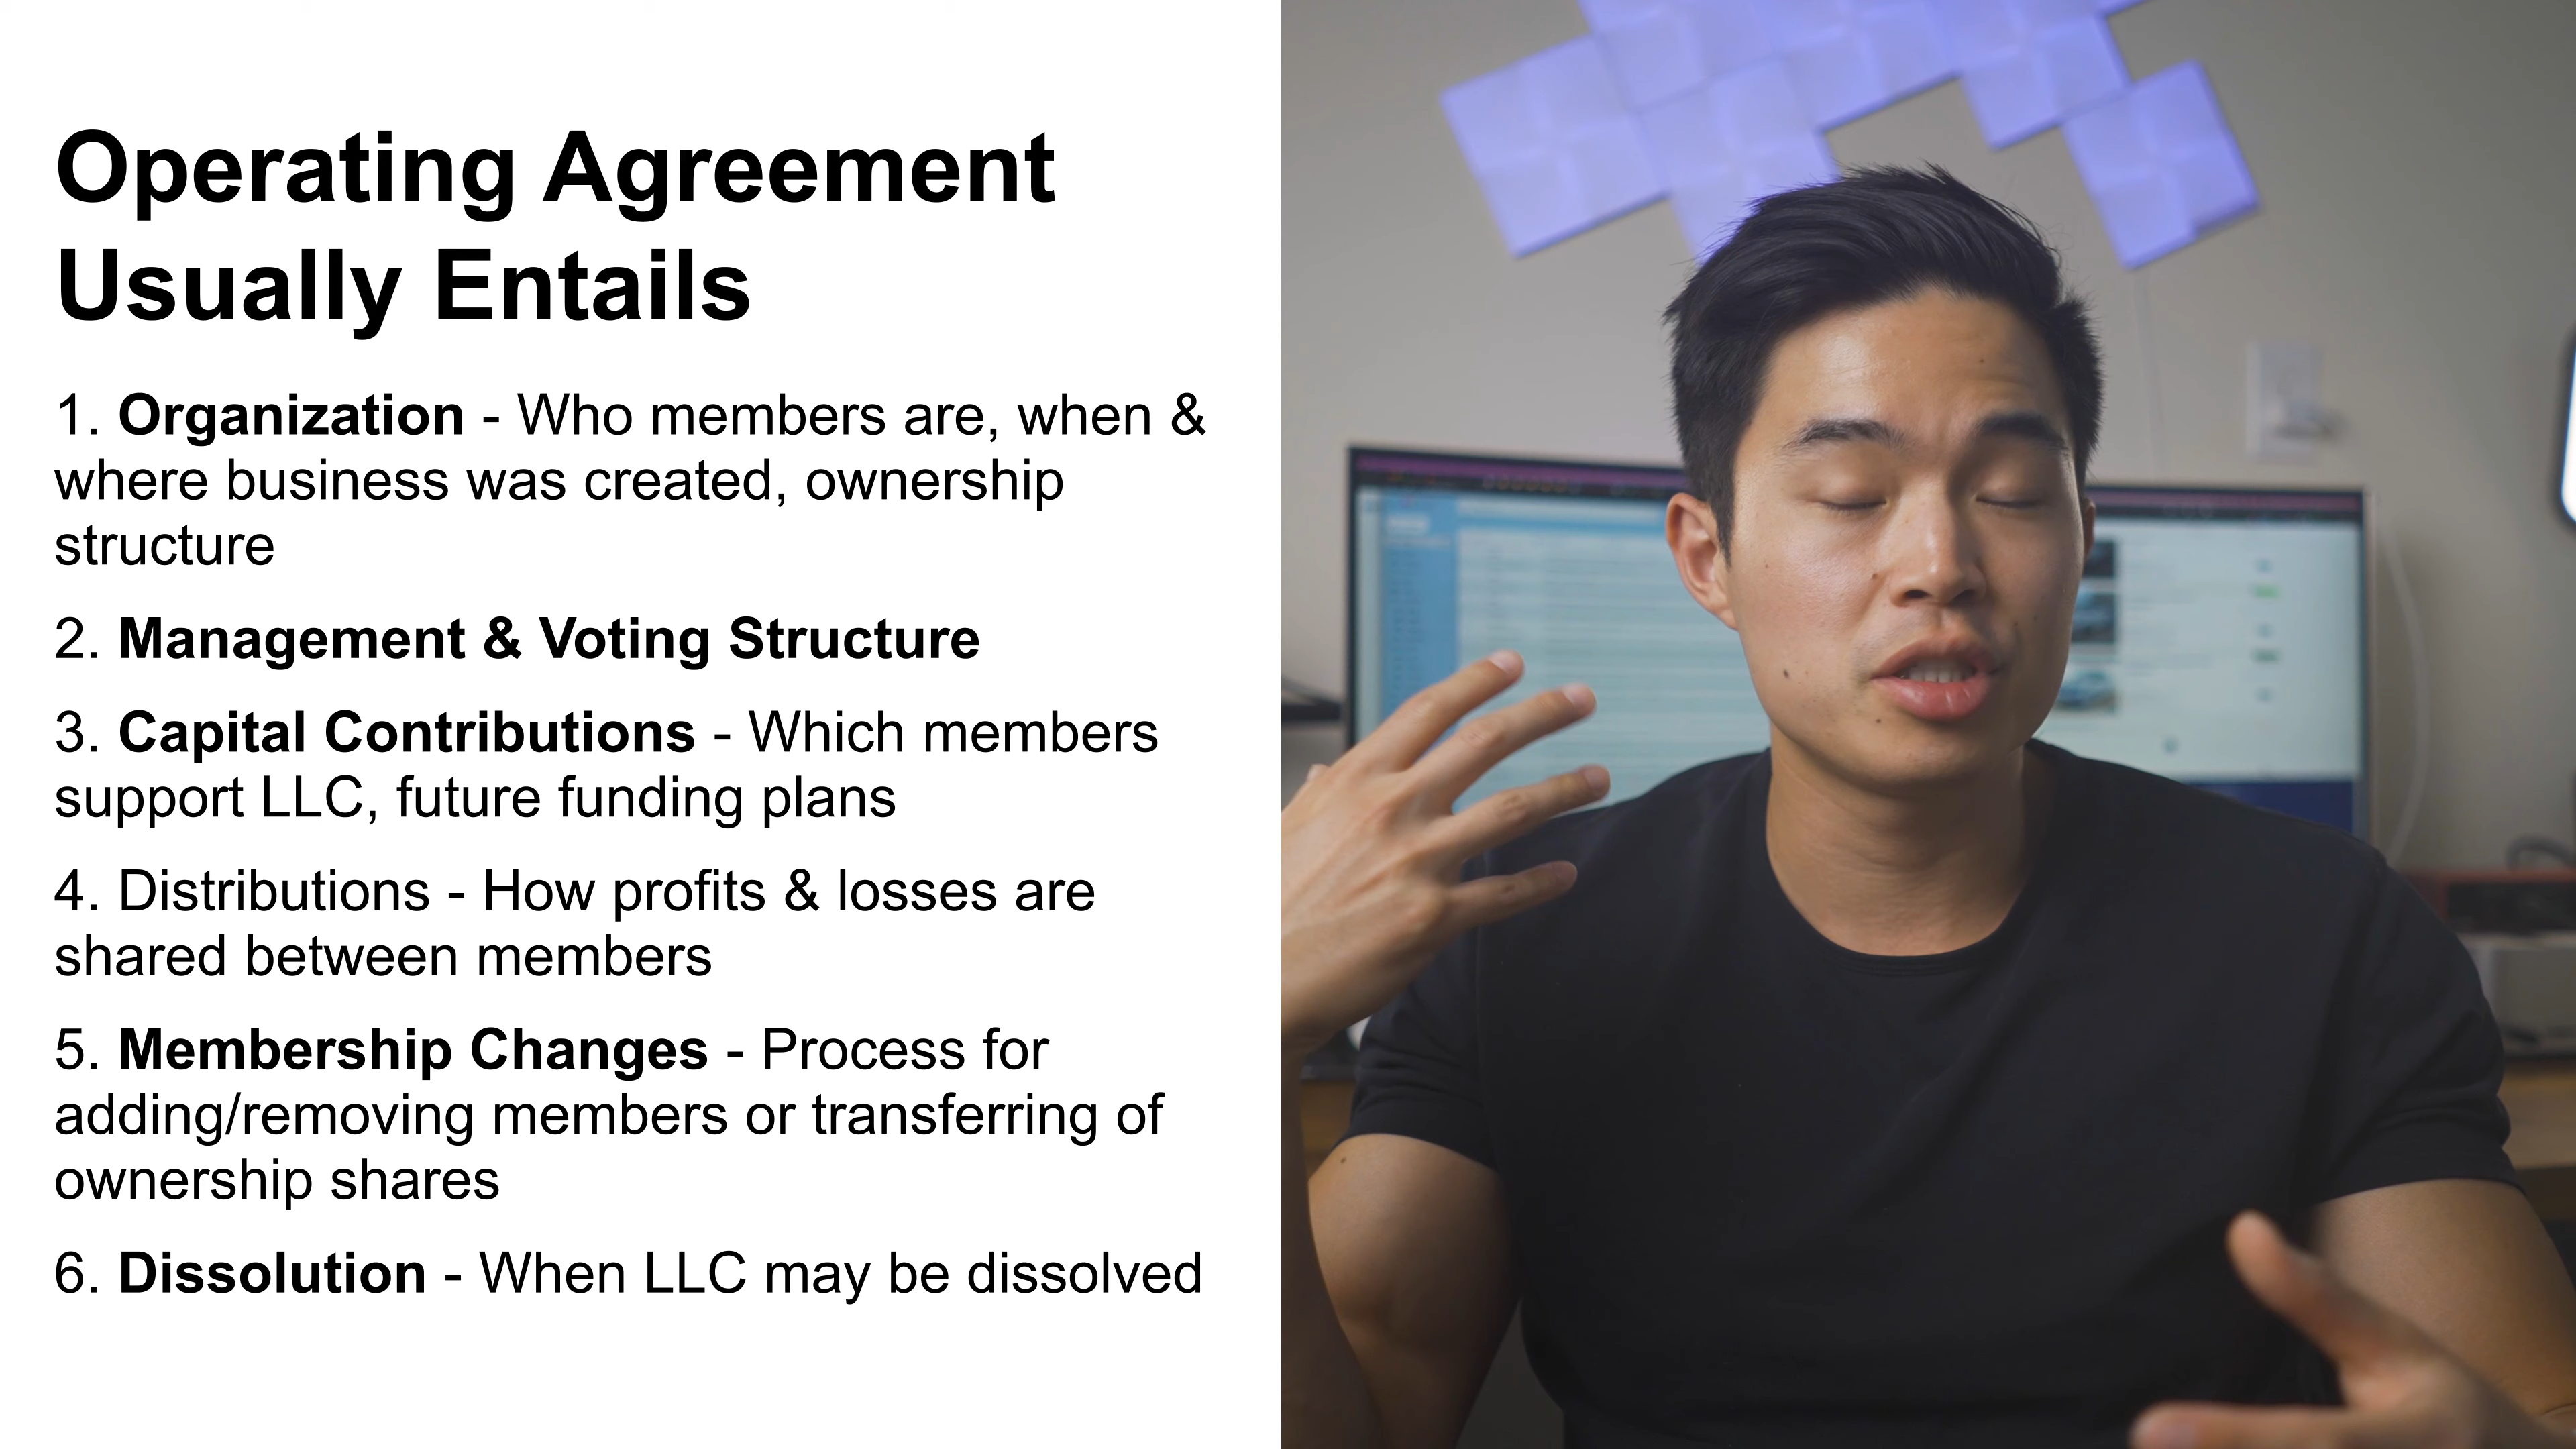 Operating Agreement
Usually Entails
1. Organization - Who members are, when &
where business was created, ownership
structure
2. Management & Voting Structure
3. Capital Contributions - Which members
support LLC, future funding plans
4. Distributions - How profits & losses are
shared between members
5. Membership Changes - Process for
adding/removing members or transferring of
ownership shares
6. Dissolution - When LLC may be dissolved